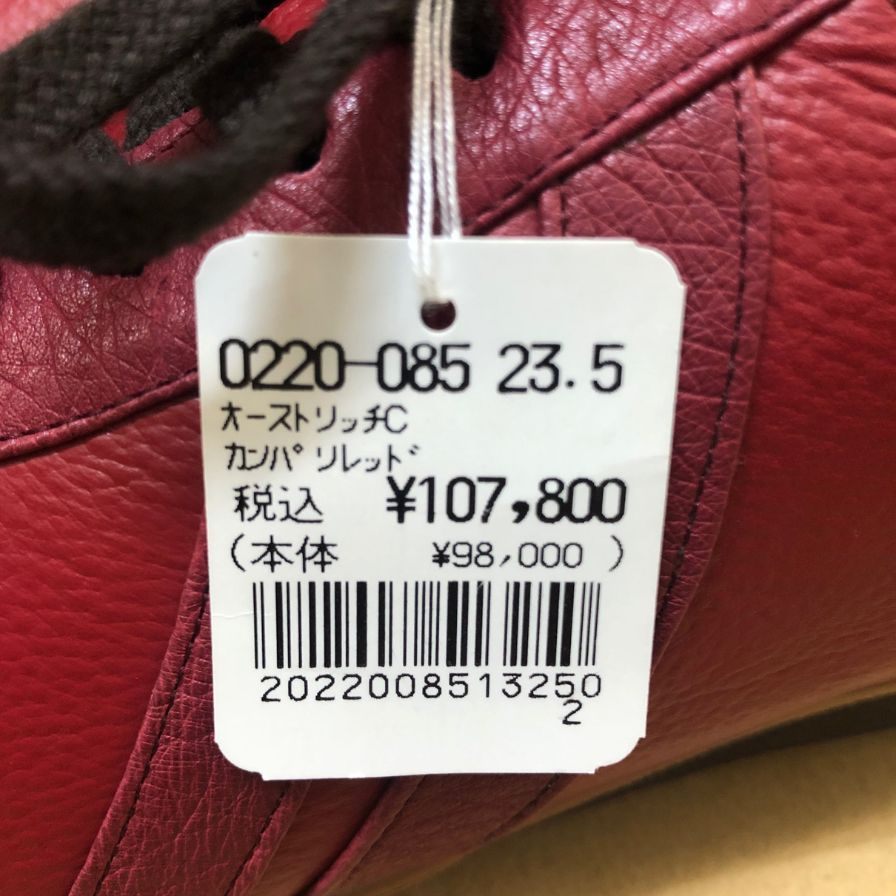 0220-085 23.5
オーストリッチC
カンパリレッド
税込 ¥107,800
(本体 ¥98,000 )
2022008513250
2